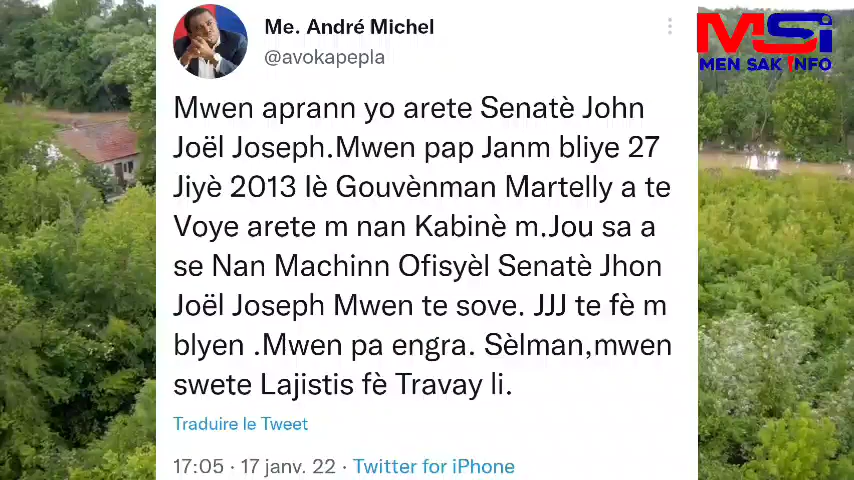 Me. André Michel
@avokapepla
MSi
MEN SAK INFO
Mwen aprann yo arete Senatè John
Joël Joseph.Mwen pap Janm bliye 27
Jiyè 2013 lè Gouvènman Martelly a te
Voye arete m nan Kabinè m.Jou sa a
se Nan Machinn Ofisyèl Senatè Jhon
Joël Joseph Mwen te sove. JJJ te fè m
blyen .Mwen pa engra. Sèlman,mwen
swete Lajistis fè Travay li.
Traduire le Tweet
17:05 · 17 janv. 22 · Twitter for iPhone